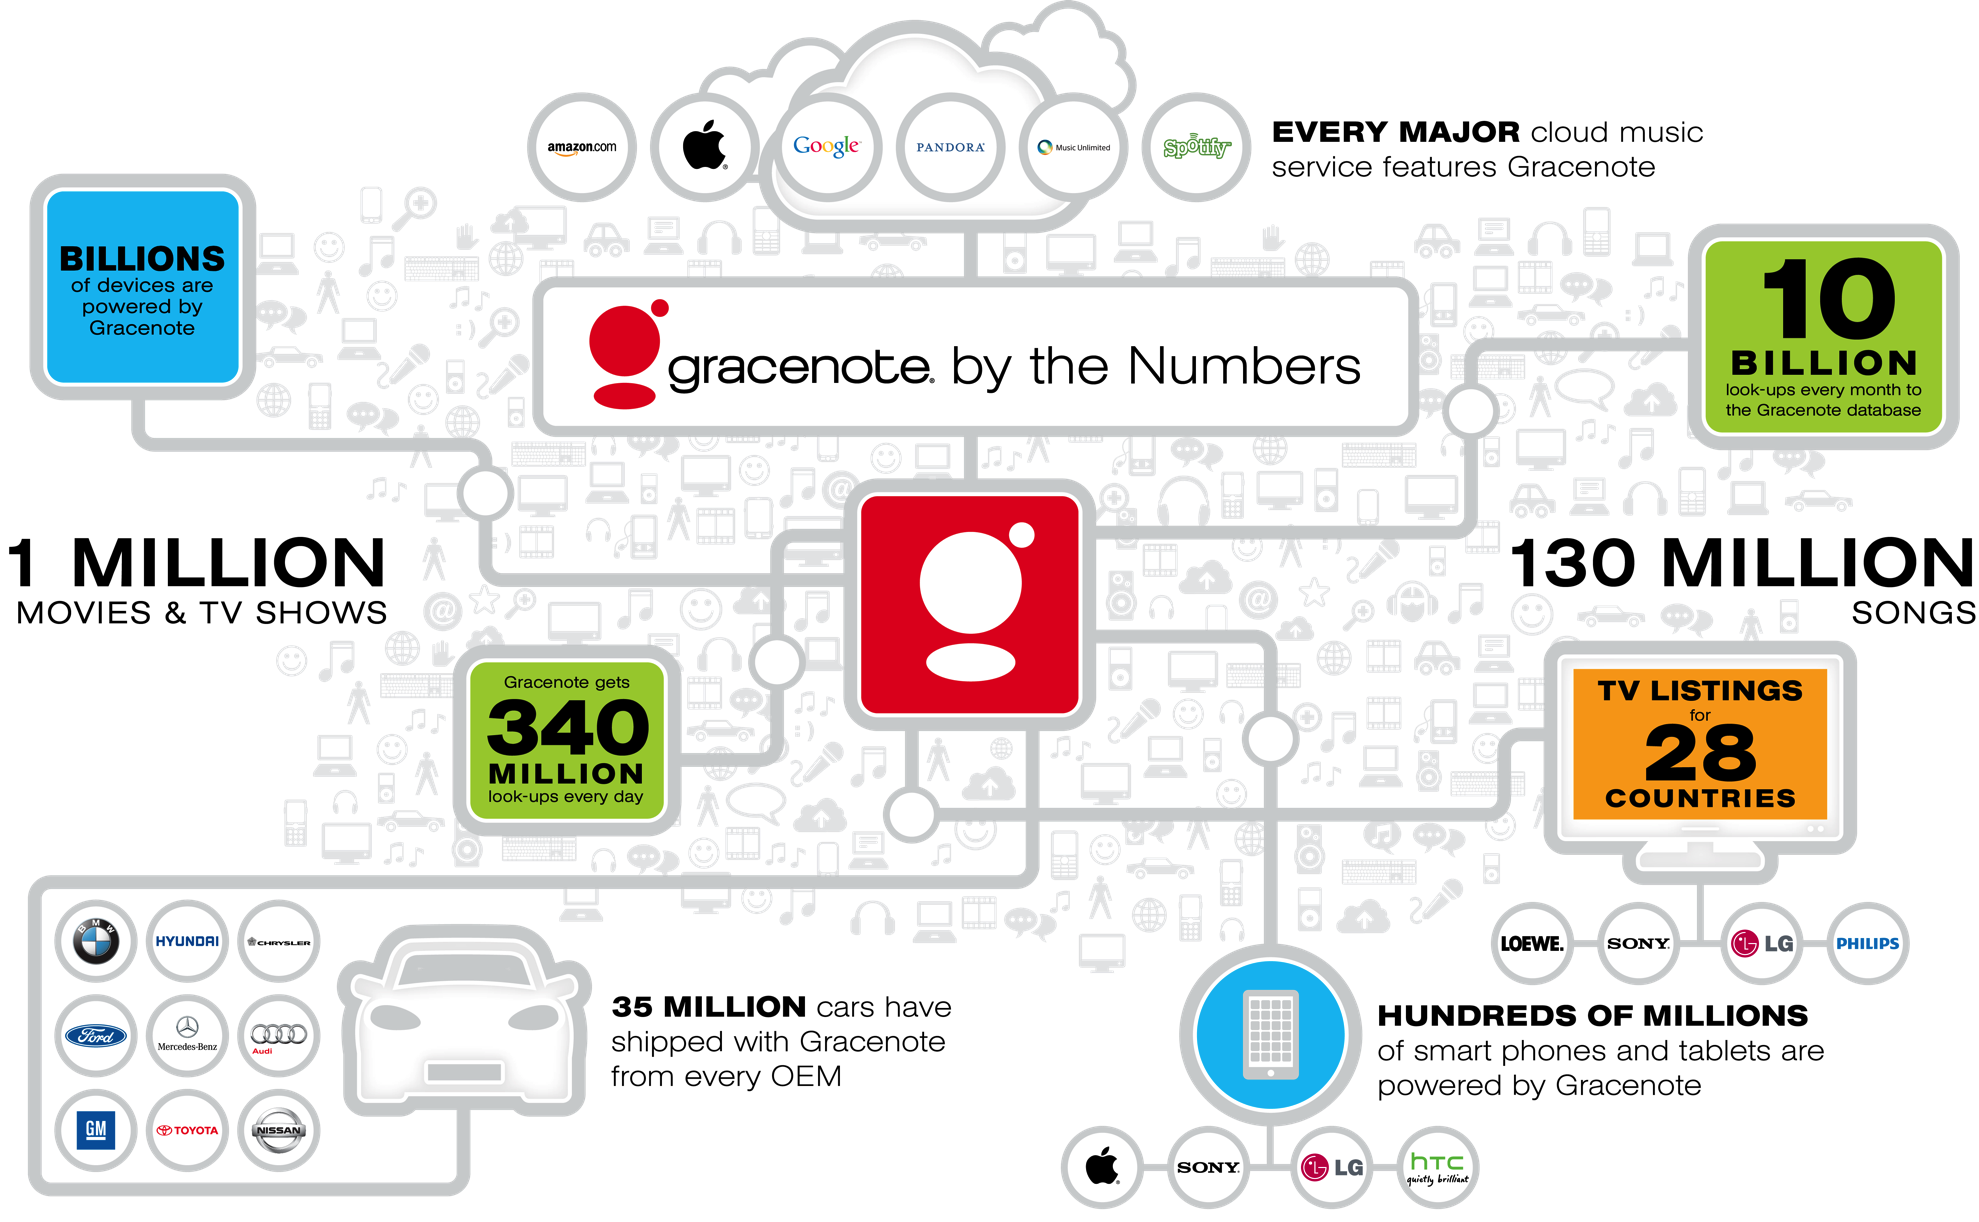 amazon.com
Google
PANDORA
Music Unlimited
Spotify
EVERY MAJOR cloud music
service features Gracenote
BILLIONS
of devices are
powered by
Gracenote
gracenote. by the Numbers
10
BILLION
look-ups every month to
the Gracenote database
1 MILLION
MOVIES & TV SHOWS
130 MILLION
SONGS
Gracenote gets
340
MILLION
look-ups every day
TV LISTINGS
for
28
COUNTRIES
BMW
HYUNDAI
CHRYSLER
Ford
Mercedes-Benz
Audi
GM
TOYOTA
NISSAN
35 MILLION cars have
shipped with Gracenote
from every OEM
LOEWE.
SONY
LG
PHILIPS
HUNDREDS OF MILLIONS
of smart phones and tablets are
powered by Gracenote
SONY
LG
hTC
quietly brilliant